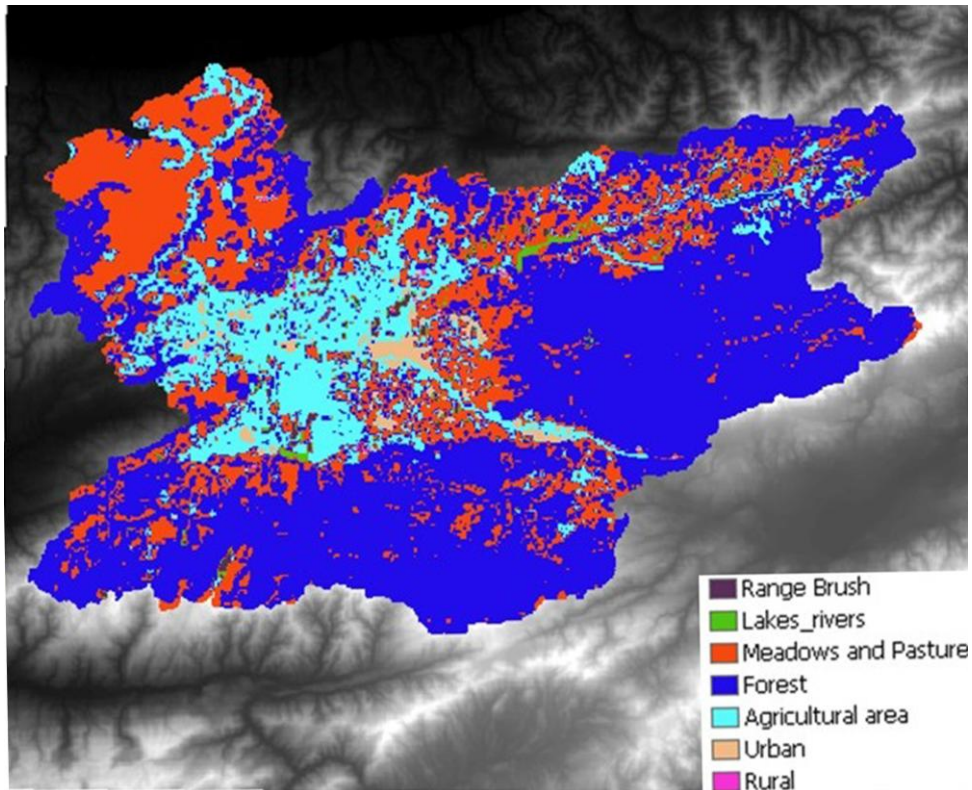 Range Brush
Lakes_rivers
Meadows and Pasture
Forest
Agricultural area
Urban
Rural